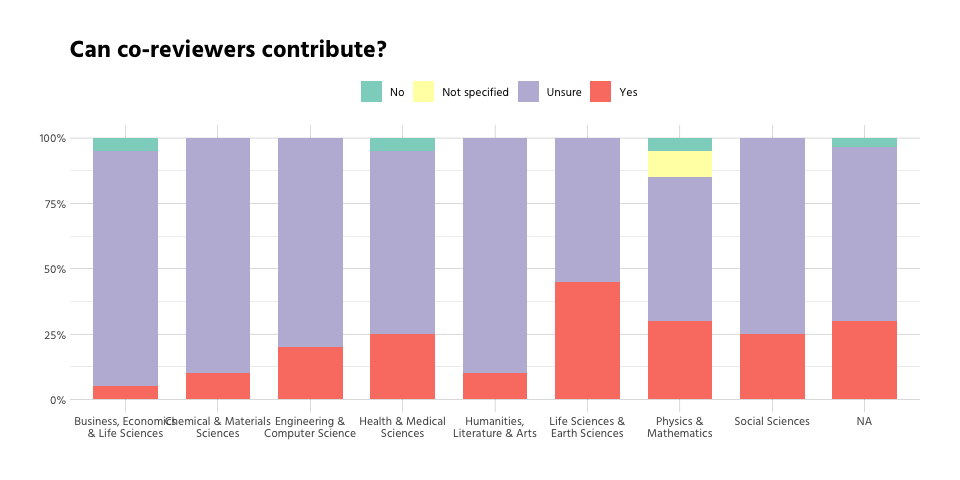 Can co-reviewers contribute?
No Not specified Unsure Yes
100%
75%
50%
25%
0%
Business, Economics
& Life Sciences
Chemical & Materials
Sciences
Engineering &
Computer Science
Health & Medical
Sciences
Humanities,
Literature & Arts
Life Sciences &
Earth Sciences
Physics &
Mathematics
Social Sciences
NA